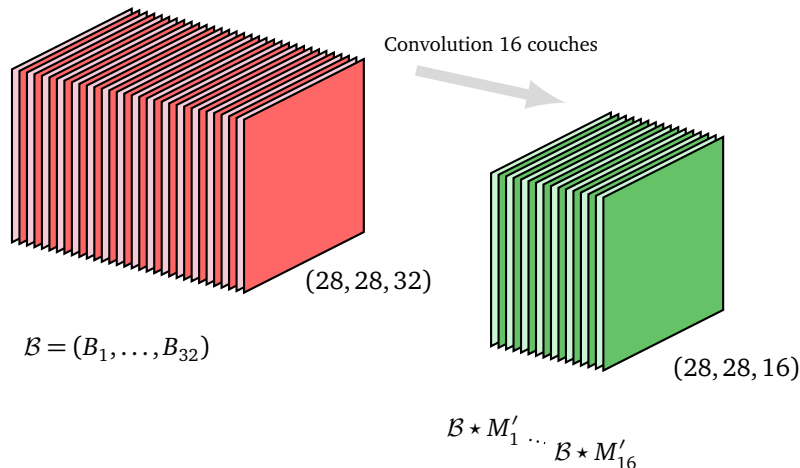 Convolution 16 couches
(28, 28, 32)
ℬ = (B₁, . . . , B₃₂)
(28, 28, 16)
ℬ ⋆ M′₁ ... ℬ ⋆ M′₁₆